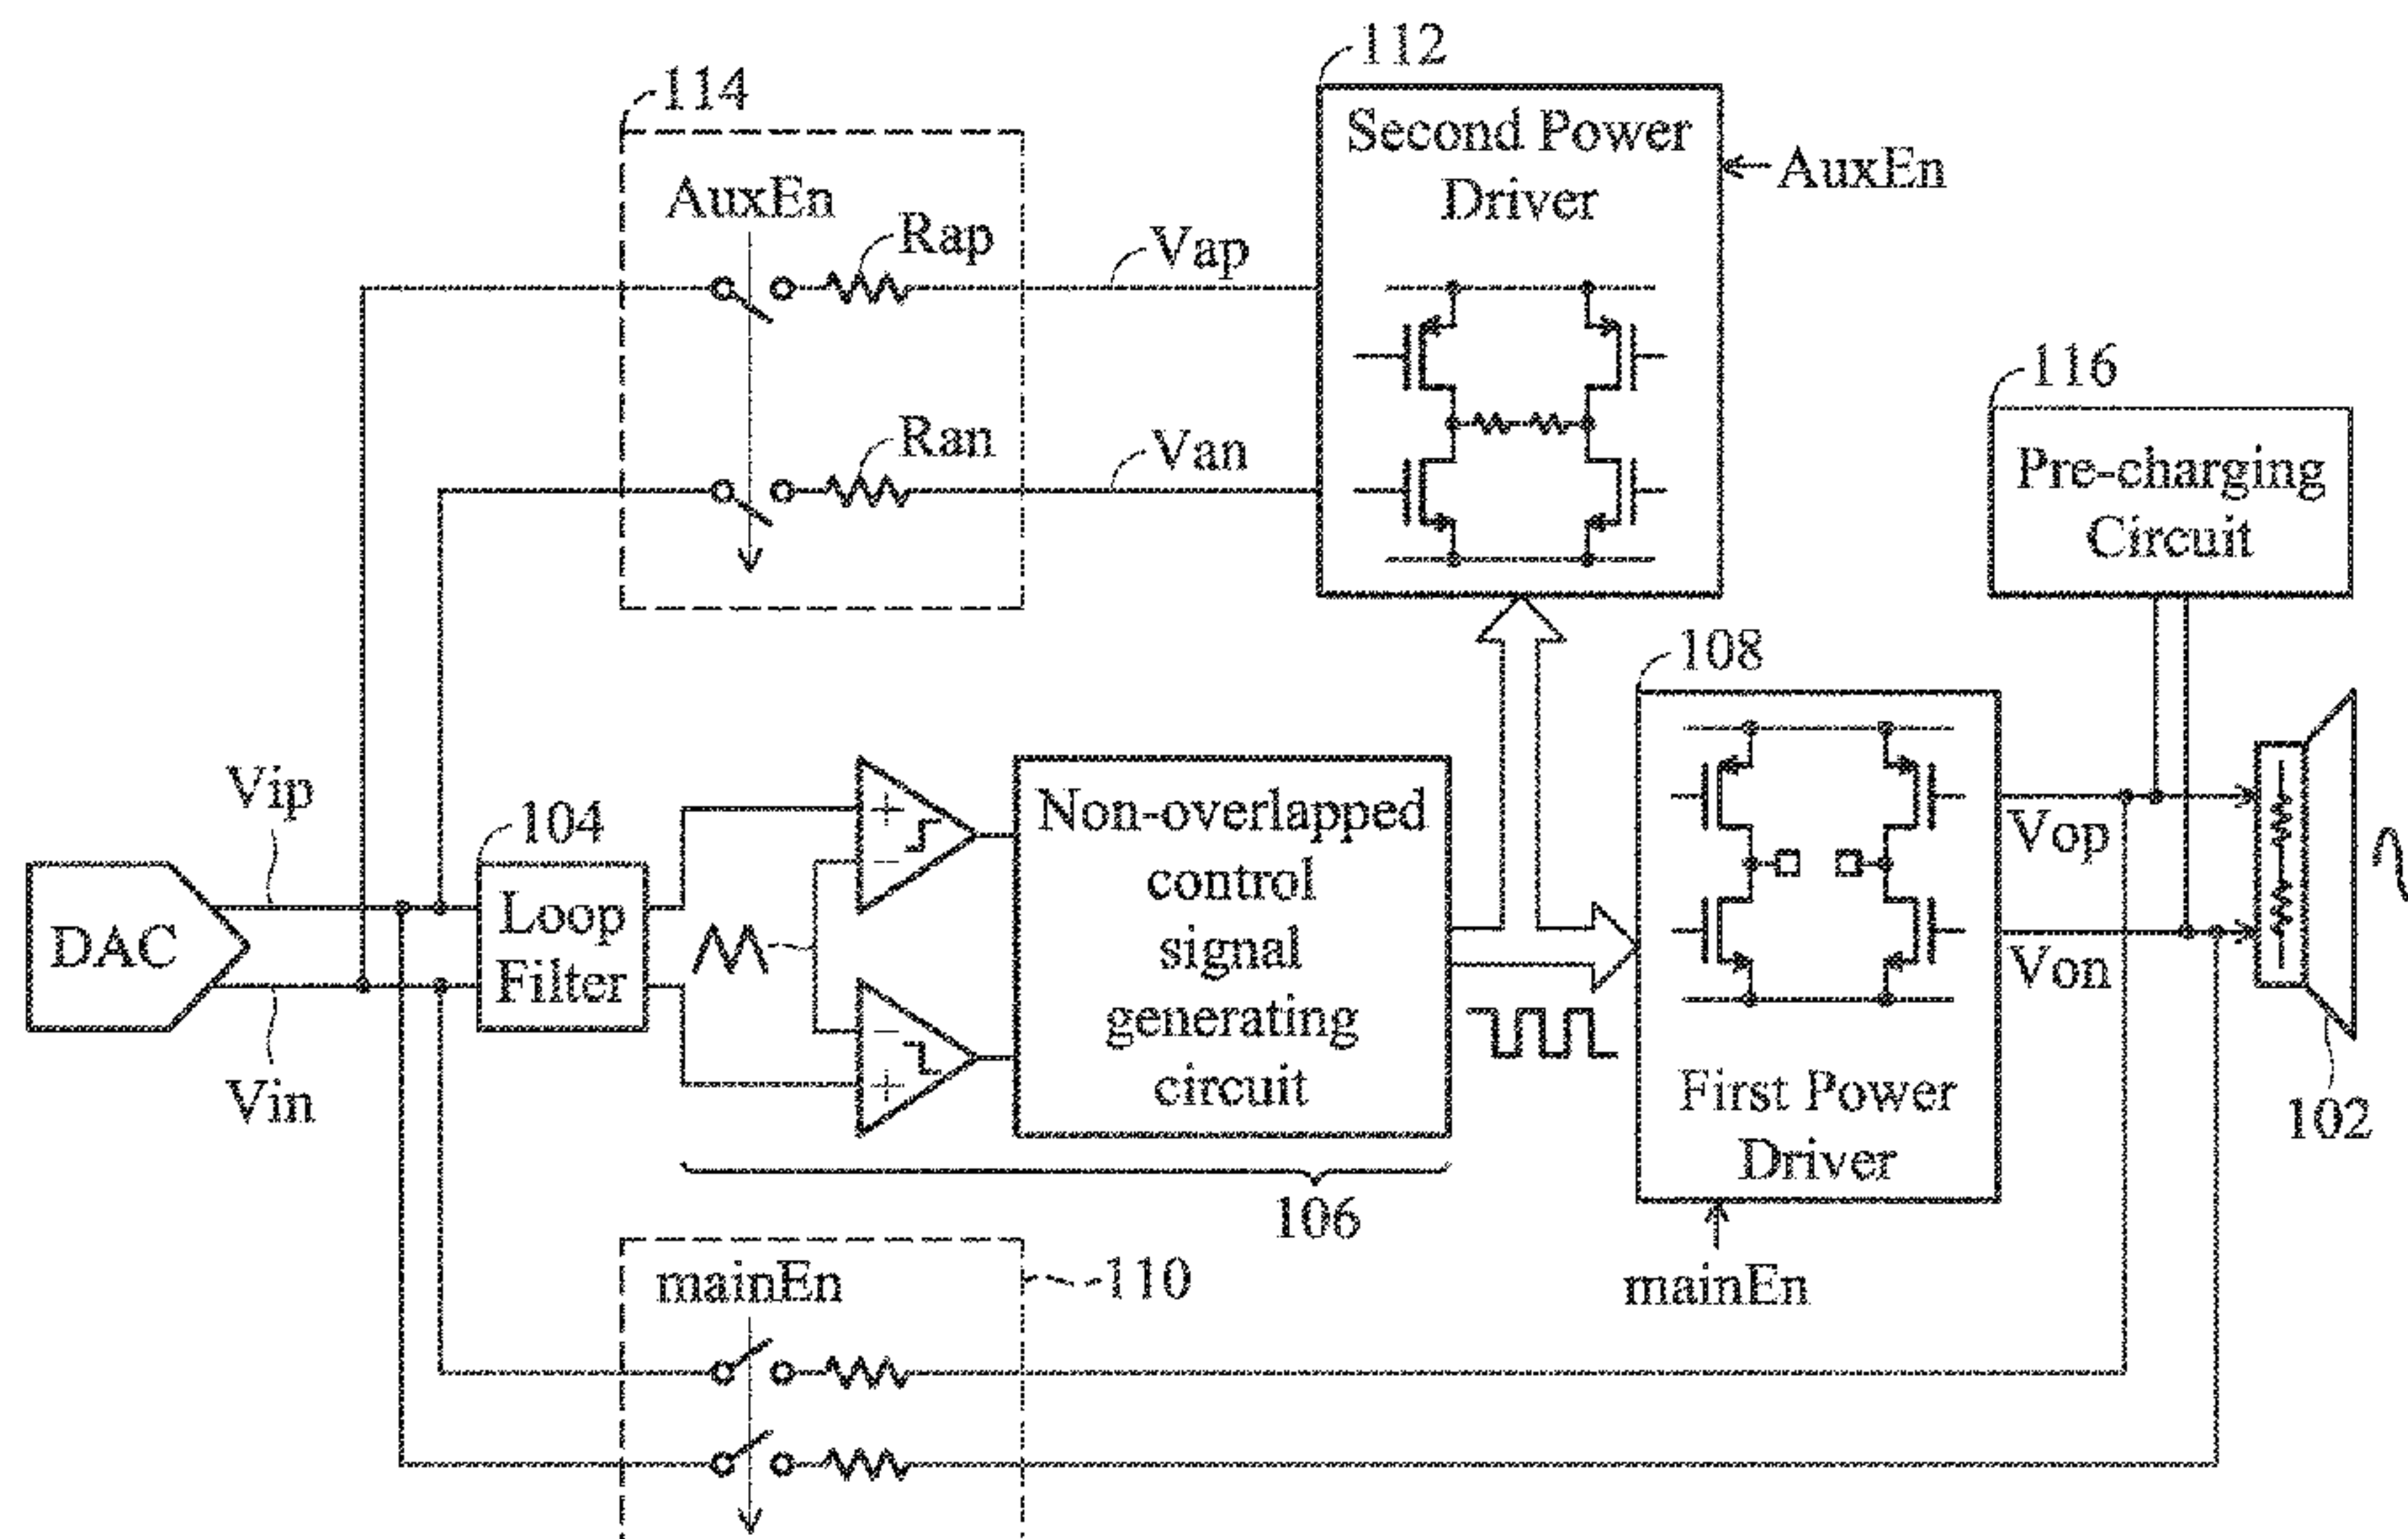 112
114
Second Power
Driver
AuxEn
AuxEn
Rap
Vap
116
Ran
Van
Pre-charging
Circuit
108
Vip
104
Non-overlapped
control
signal
generating
circuit
+
−
Vop
DAC
Loop
Filter
Von
−
+
Vin
First Power
Driver
102
106
mainEn
110
mainEn